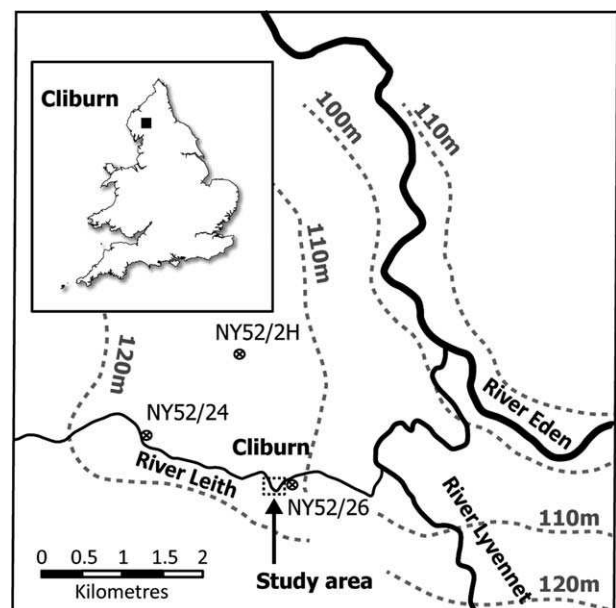 Cliburn
100m
110m
110m
120m
NY52/2H
NY52/24
Cliburn
River Leith
NY52/26
River Eden
River Lyvennet
110m
120m
0 0.5 1 1.5 2
Kilometres
Study area